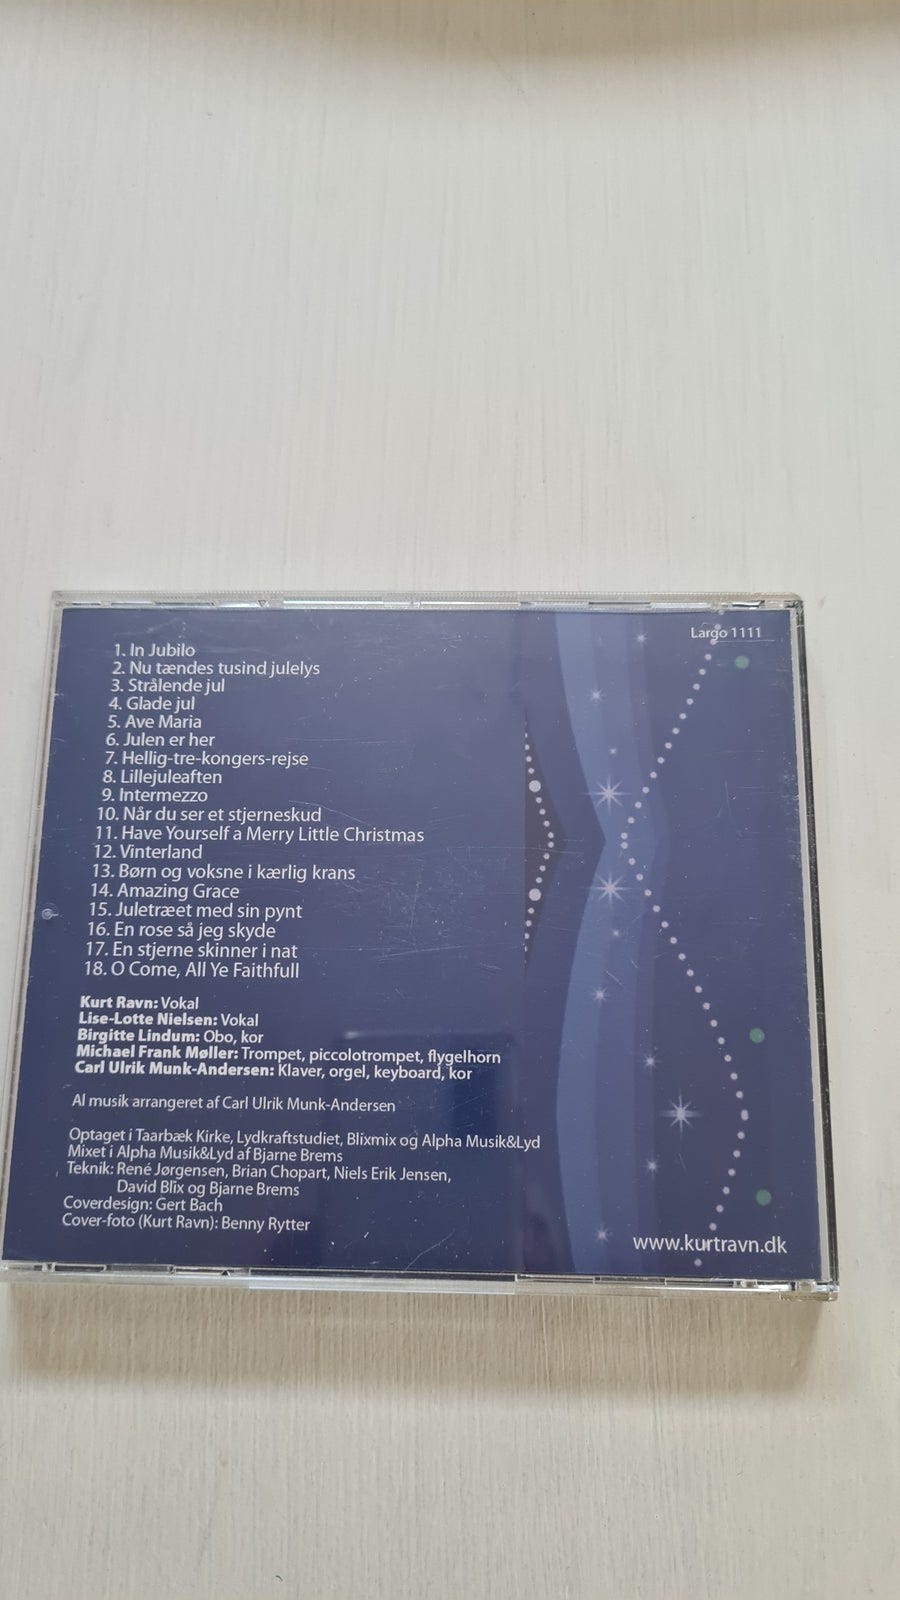 Largo 1111
1. In Jubilo
2. Nu tændes tusind julelys
3. Strålende jul
4. Glade jul
5. Ave Maria
6. Julen er her
7. Hellig-tre-kongers-rejse
8. Lillejuleaften
9. Intermezzo
10. Når du ser et stjerneskud
11. Have Yourself a Merry Little Christmas
12. Vinterland
13. Børn og voksne i kærlig krans
14. Amazing Grace
15. Juletræet med sin pynt
16. En rose så jeg skyde
17. En stjerne skinner i nat
18. O Come, All Ye Faithfull
Kurt Ravn: Vokal
Lise-Lotte Nielsen: Vokal
Birgitte Lindum: Obo, kor
Michael Frank Møller: Trompet, piccolotrompet, flygelhorn
Carl Ulrik Munk-Andersen: Klaver, orgel, keyboard, kor
Al musik arrangeret af Carl Ulrik Munk-Andersen
Optaget i Taarbæk Kirke, Lydkraftstudiet, Blixmix og Alpha Musik&Lyd
Mixet i Alpha Musik&Lyd af Bjarne Brems
Teknik: René Jørgensen, Brian Chopart, Niels Erik Jensen,
David Blix og Bjarne Brems
Coverdesign: Gert Bach
Cover-foto (Kurt Ravn): Benny Rytter
www.kurtravn.dk